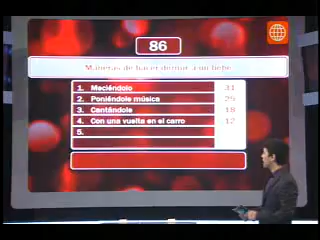 86
Maneras de hacer dormir a un bebé
1. Meciéndolo 31
2. Poniéndole música 25
3. Cantándole 18
4. Con una vuelta en el carro 12
5.